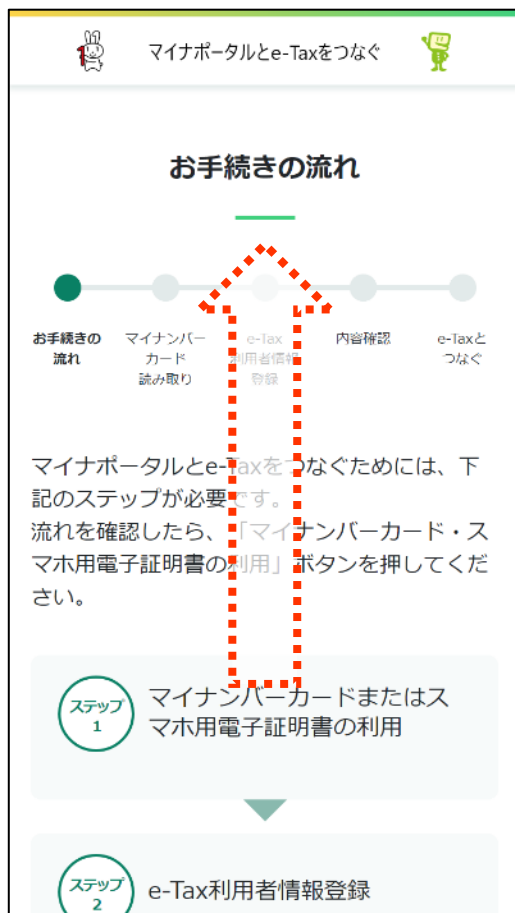 マイナポータルとe-Taxをつなぐ
お手続きの流れ
お手続きの
流れ
マイナンバー
カード
読み取り
e-Tax
利用者情報
登録
内容確認
e-Taxと
つなぐ
マイナポータルとe-Taxをつなぐためには、下
記のステップが必要です。
流れを確認したら、「マイナンバーカード・ス
マホ用電子証明書の利用」ボタンを押してくだ
さい。
ステップ
1
マイナンバーカードまたはス
マホ用電子証明書の利用
ステップ
2
e-Tax利用者情報登録